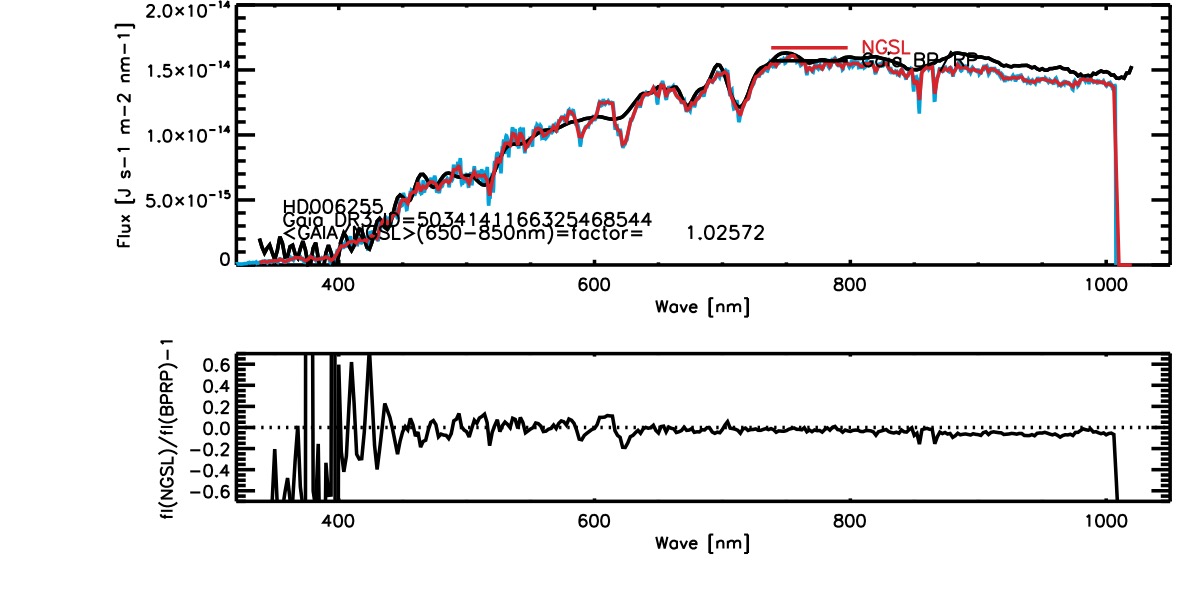 2.0×10⁻¹⁴
1.5×10⁻¹⁴
1.0×10⁻¹⁴
5.0×10⁻¹⁵
0
Flux [J s−1 m−2 nm−1]
NGSL
Gaia BP/RP
HD006255
Gaia DR3 ID=5034141166325468544
<GAIA/NGSL>(650−850nm)=factor= 1.02572
400 600 800 1000
Wave [nm]
0.6
0.4
0.2
0.0
−0.2
−0.4
−0.6
fl(NGSL)/fl(BPRP)−1
400 600 800 1000
Wave [nm]